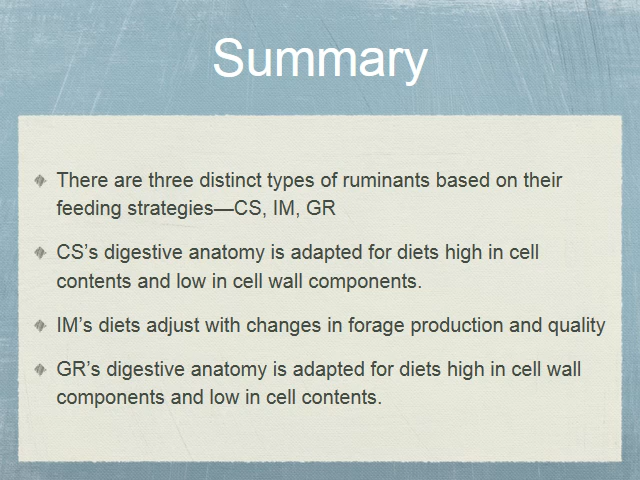 Summary
There are three distinct types of ruminants based on their
feeding strategies—CS, IM, GR
CS's digestive anatomy is adapted for diets high in cell
contents and low in cell wall components.
IM's diets adjust with changes in forage production and quality
GR's digestive anatomy is adapted for diets high in cell wall
components and low in cell contents.